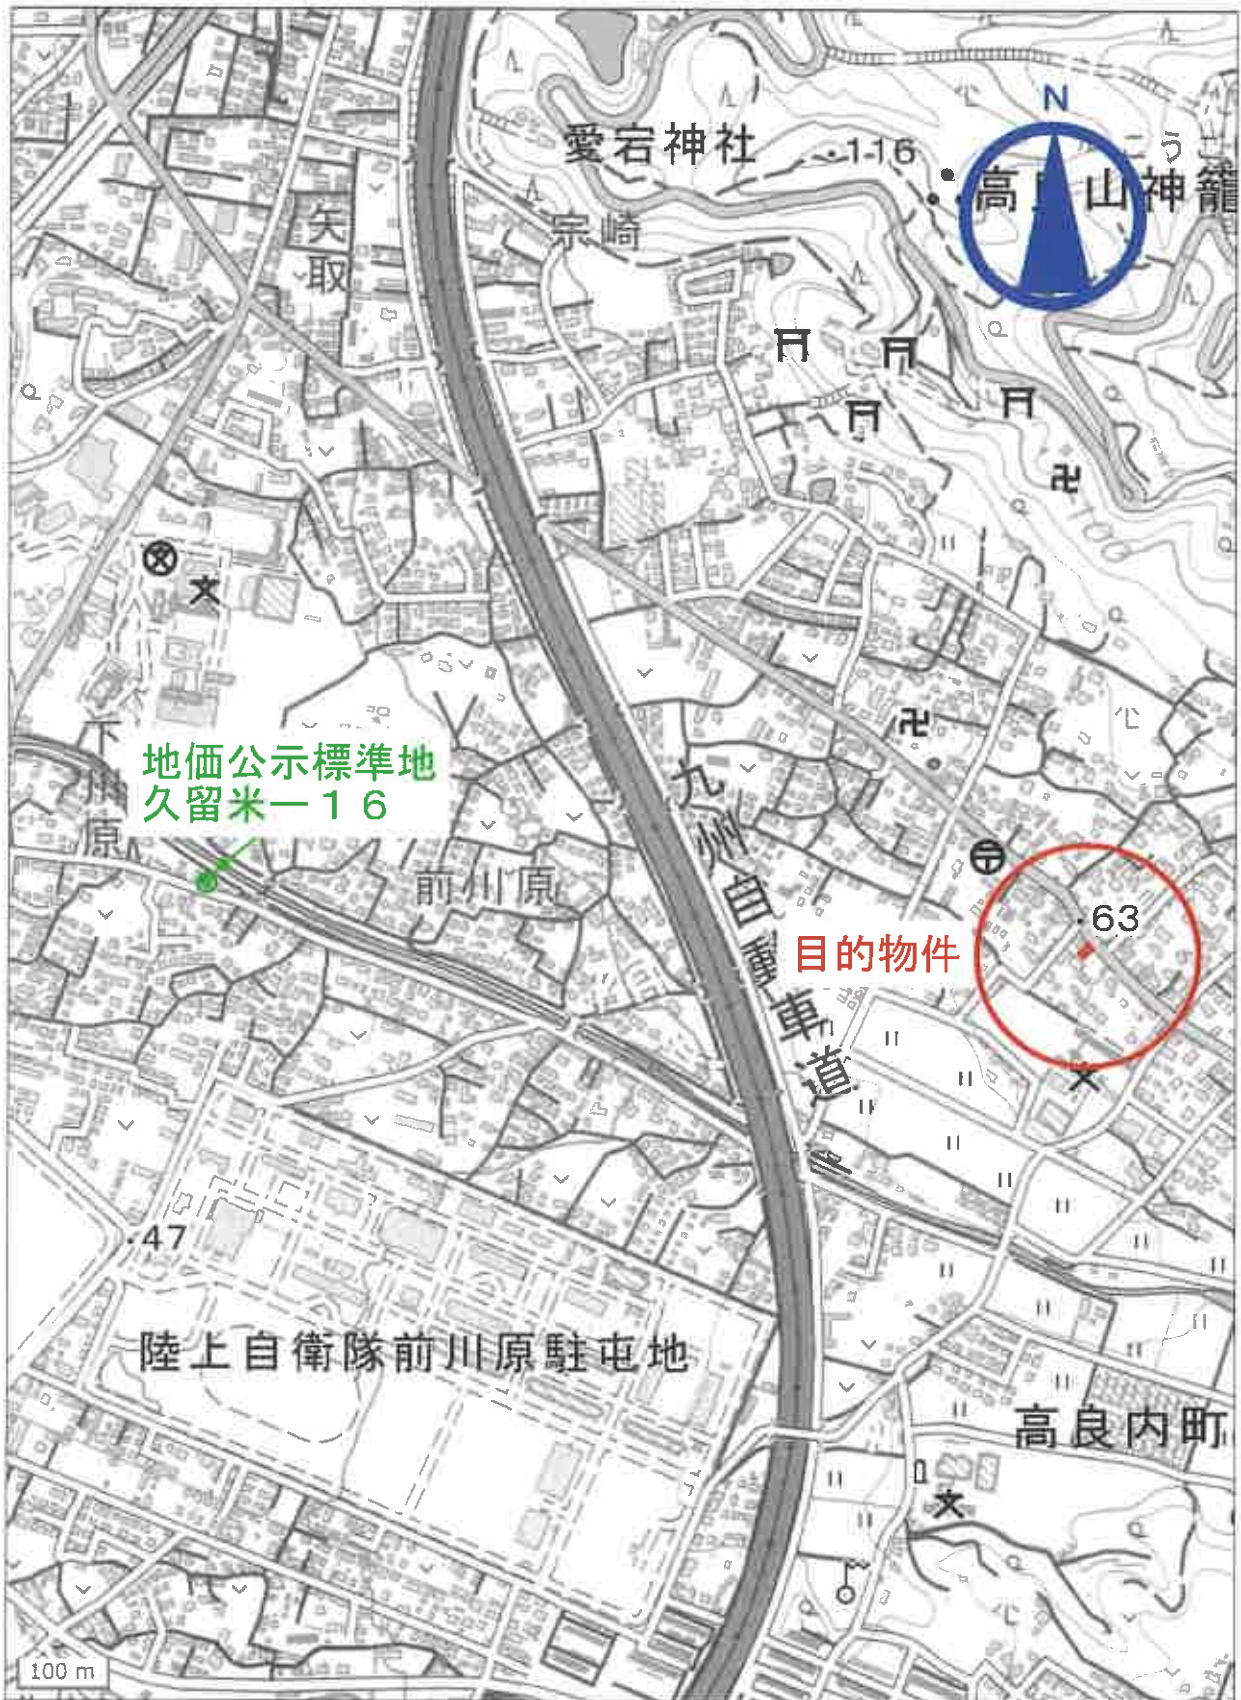 N
愛宕神社
・116
こう
高 山神籠
宗崎
矢取
地価公示標準地
久留米－１６
下川原
九州自動車道
前川原
・63
目的物件
・47
陸上自衛隊前川原駐屯地
高良内町
100 m